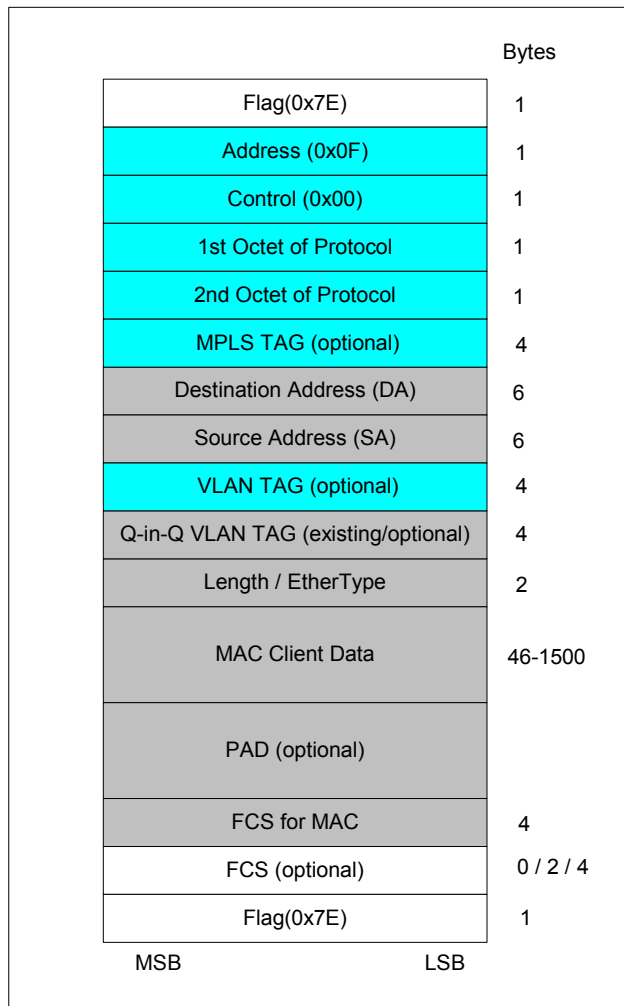 Bytes
Flag(0x7E) 1
Address (0x0F) 1
Control (0x00) 1
1st Octet of Protocol 1
2nd Octet of Protocol 1
MPLS TAG (optional) 4
Destination Address (DA) 6
Source Address (SA) 6
VLAN TAG (optional) 4
Q-in-Q VLAN TAG (existing/optional) 4
Length / EtherType 2
MAC Client Data 46-1500
PAD (optional)
FCS for MAC 4
FCS (optional) 0 / 2 / 4
Flag(0x7E) 1
MSB LSB